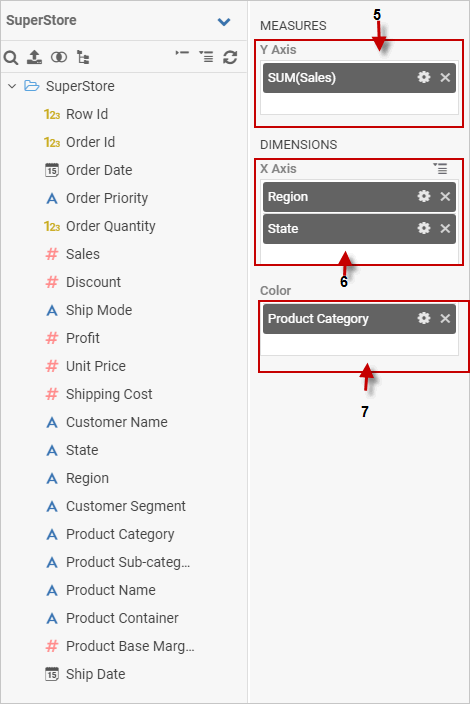 SuperStore
SuperStore
123 Row Id
123 Order Id
15 Order Date
A Order Priority
123 Order Quantity
# Sales
# Discount
A Ship Mode
# Profit
# Unit Price
# Shipping Cost
A Customer Name
A State
A Region
A Customer Segment
A Product Category
A Product Sub-categ...
A Product Name
A Product Container
# Product Base Marg...
15 Ship Date
MEASURES
5
Y Axis
SUM(Sales)
DIMENSIONS
X Axis
Region
State
6
Color
Product Category
7